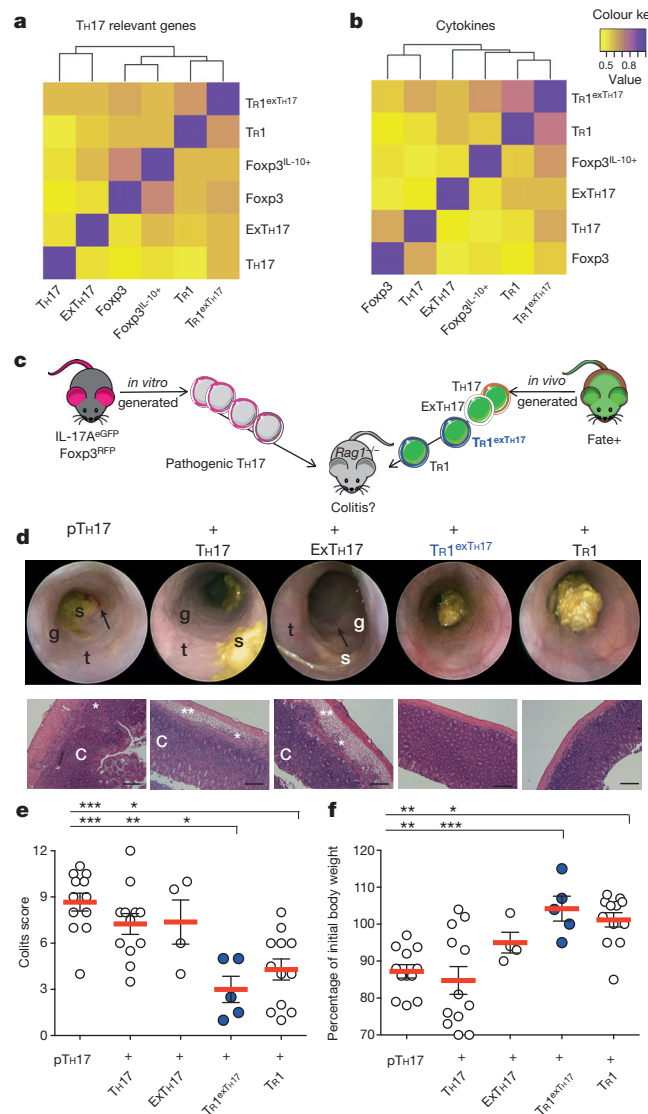 a
TH17 relevant genes
TR1exTH17
TR1
Foxp3IL-10+
Foxp3
ExTH17
TH17
TH17
ExTH17
Foxp3
Foxp3IL-10+
TR1
TR1exTH17
b
Cytokines
Colour ke
0.5 0.8
Value
TR1exTH17
TR1
Foxp3IL-10+
ExTH17
TH17
Foxp3
Foxp3
TH17
ExTH17
Foxp3IL-10+
TR1
TR1exTH17
c
IL-17AeGFP
Foxp3RFP
in vitro
generated
Pathogenic TH17
Rag1–/–
Colitis?
TH17
ExTH17
TR1exTH17
TR1
in vivo
generated
Fate+
d
pTH17
+
TH17
+
ExTH17
+
TR1exTH17
+
TR1
s
g
t
g
s
t
t
g
s
*
C
**
*
C
**
*
C
e
*** *
*** ** *
Colits score
12
9
6
3
0
pTH17
+
TH17
+
ExTH17
+
TR1exTH17
+
TR1
f
** *
** ***
Percentage of initial body weight
120
110
100
90
80
70
pTH17
+
TH17
+
ExTH17
+
TR1exTH17
+
TR1